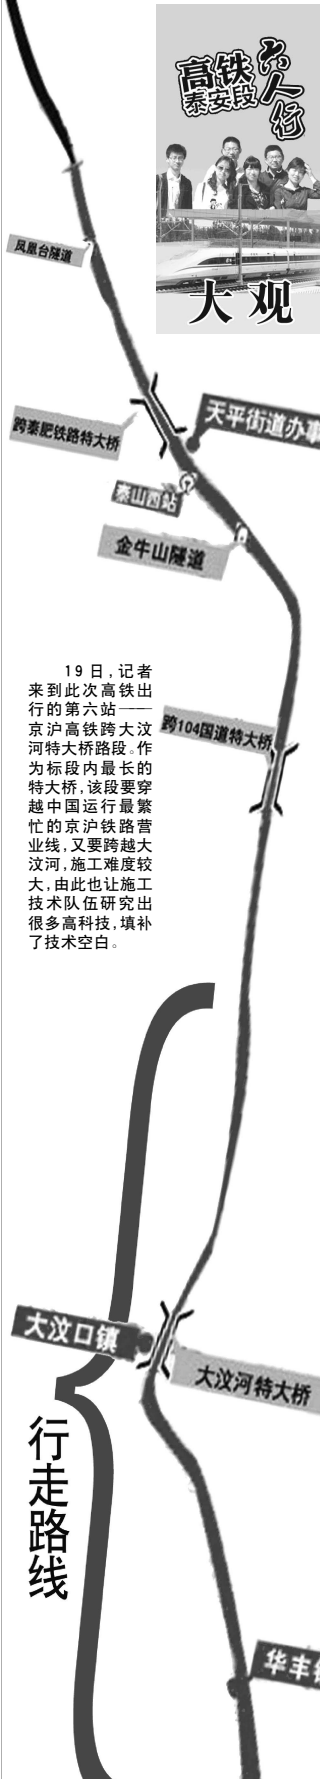 高铁
泰安段
六人行
大观
凤凰台隧道
跨泰肥铁路特大桥
天平街道办事
泰山西站
金牛山隧道
19日,记者
来到此次高铁出
行的第六站——
京沪高铁跨大汶
河特大桥路段。作
为标段内最长的
特大桥,该段要穿
越中国运行最繁
忙的京沪铁路营
业线,又要跨越大
汶河,施工难度较
大,由此也让施工
技术队伍研究出
很多高科技,填补
了技术空白。
跨104国道特大桥
大汶口镇
大汶河特大桥
行走路线
华丰